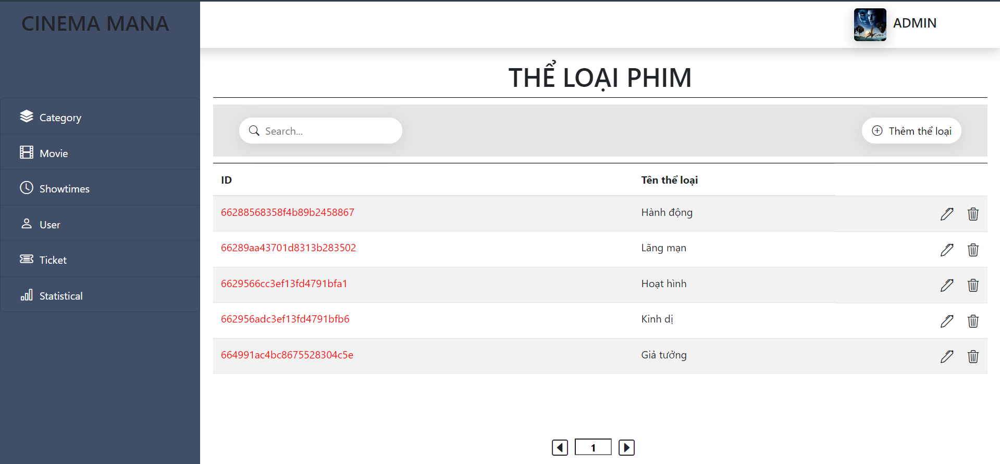 CINEMA MANA
ADMIN
Category
Movie
Showtimes
User
Ticket
Statistical
THỂ LOẠI PHIM
Search...
Thêm thể loại
ID Tên thể loại
66288568358f4b89b2458867 Hành động
66289aa43701d8313b283502 Lãng mạn
6629566cc3ef13fd4791bfa1 Hoạt hình
662956adc3ef13fd4791bfb6 Kinh dị
664991ac4bc8675528304c5e Giả tưởng
1